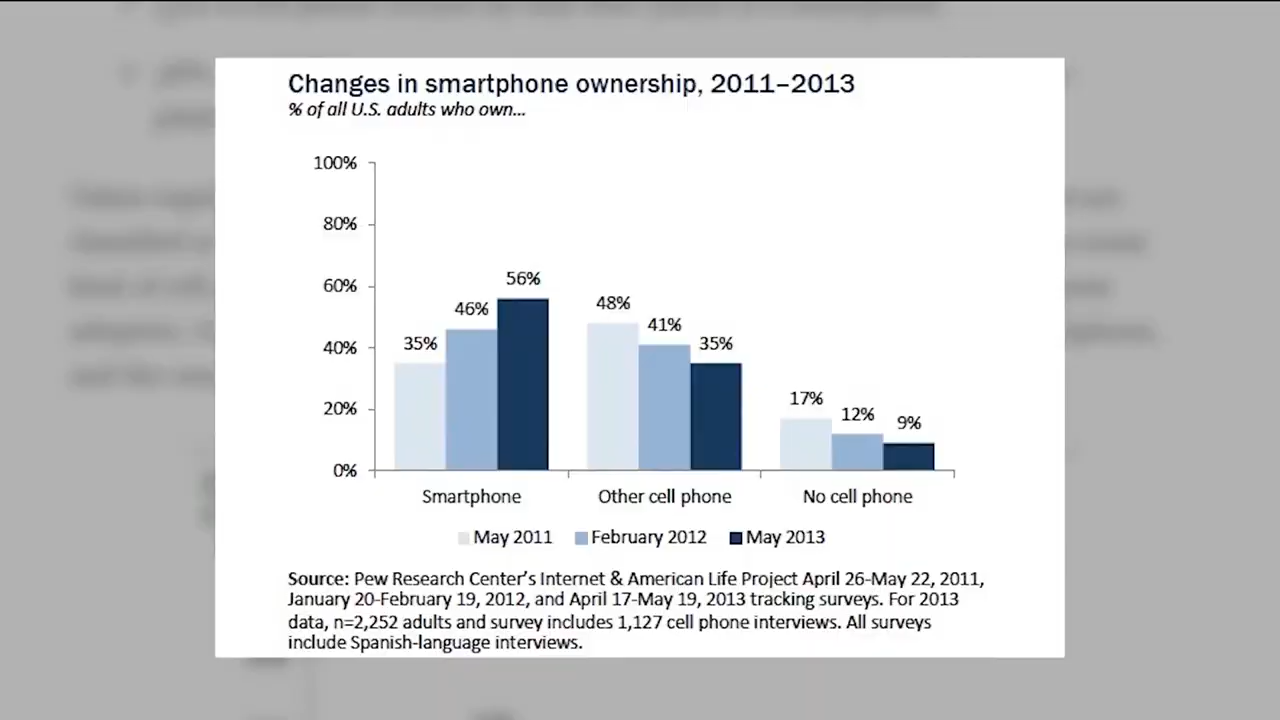 Changes in smartphone ownership, 2011–2013
% of all U.S. adults who own...
100%
80%
60%
40%
20%
0%
35%
46%
56%
48%
41%
35%
17%
12%
9%
Smartphone
Other cell phone
No cell phone
May 2011
February 2012
May 2013
Source: Pew Research Center's Internet & American Life Project April 26-May 22, 2011,
January 20-February 19, 2012, and April 17-May 19, 2013 tracking surveys. For 2013
data, n=2,252 adults and survey includes 1,127 cell phone interviews. All surveys
include Spanish-language interviews.